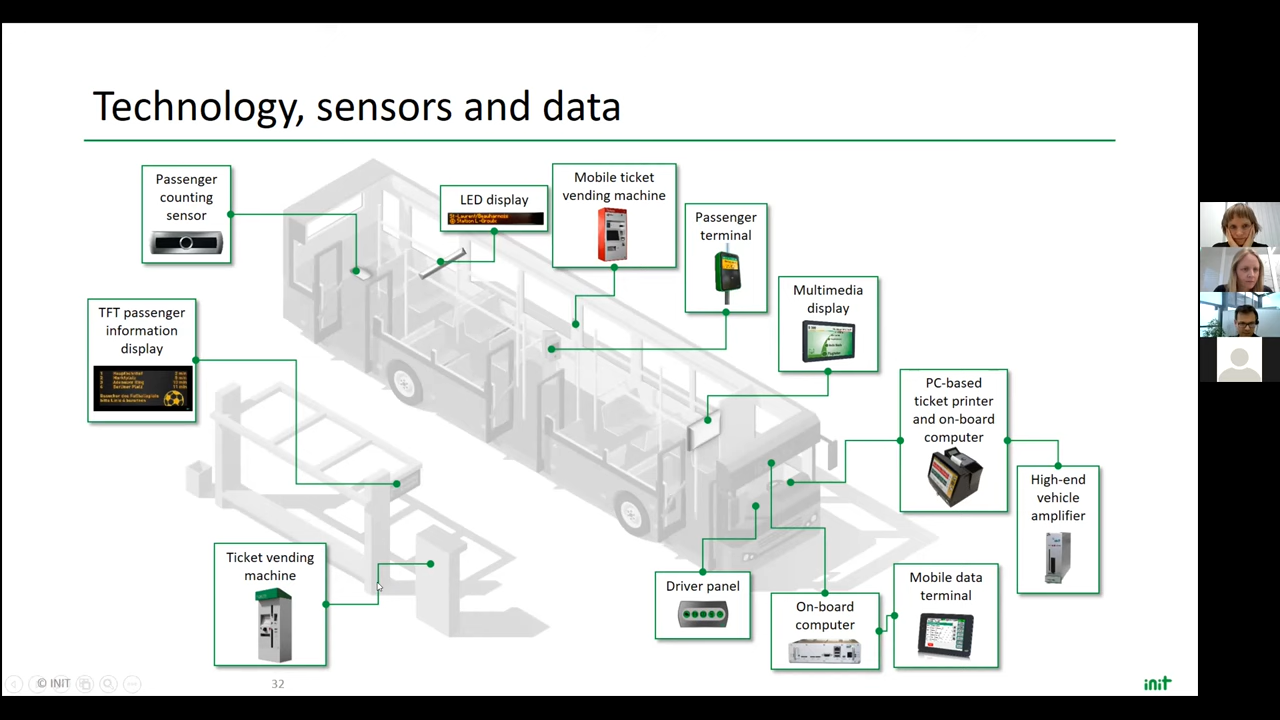 Technology, sensors and data
Passenger
counting
sensor
LED display
Mobile ticket
vending machine
Passenger
terminal
Multimedia
display
TFT passenger
information
display
PC-based
ticket printer
and on-board
computer
High-end
vehicle
amplifier
Ticket vending
machine
Driver panel
On-board
computer
Mobile data
terminal
© INIT
32
init